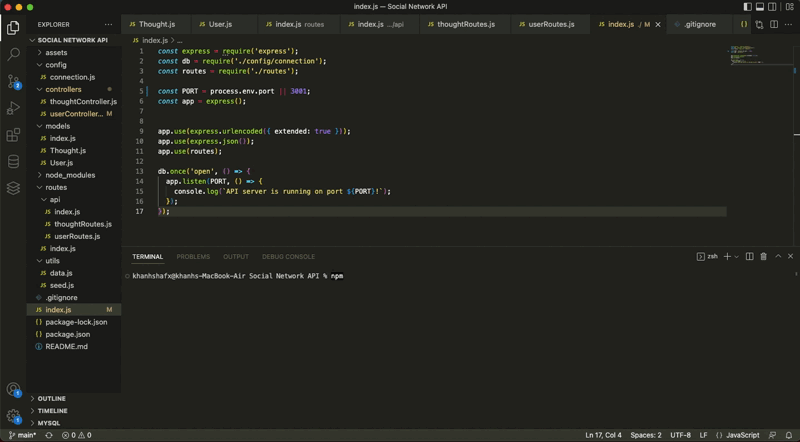 index.js — Social Network API
EXPLORER
Thought.js
User.js
index.js routes
index.js .../api
thoughtRoutes.js
userRoutes.js
index.js ./ M
.gitignore
SOCIAL NETWORK API
assets
config
connection.js
controllers
thoughtController.js
userController... M
models
index.js
Thought.js
User.js
node_modules
routes
api
index.js
thoughtRoutes.js
userRoutes.js
index.js
utils
data.js
seed.js
.gitignore
index.js M
package-lock.json
package.json
README.md
OUTLINE
TIMELINE
MYSQL
2
1
1
index.js > ...
1 const express = require('express');
2 const db = require('./config/connection');
3 const routes = require('./routes');
4
5 const PORT = process.env.port || 3001;
6 const app = express();
7
8
9 app.use(express.urlencoded({ extended: true }));
10 app.use(express.json());
11 app.use(routes);
12
13 db.once('open', () => {
14 app.listen(PORT, () => {
15 console.log(`API server is running on port ${PORT}!`);
16 });
17 });
TERMINAL PROBLEMS OUTPUT DEBUG CONSOLE
zsh
khanhshafx@khanhs-MacBook-Air Social Network API % npm
main* 0 0
Ln 17, Col 4 Spaces: 2 UTF-8 LF {} JavaScript